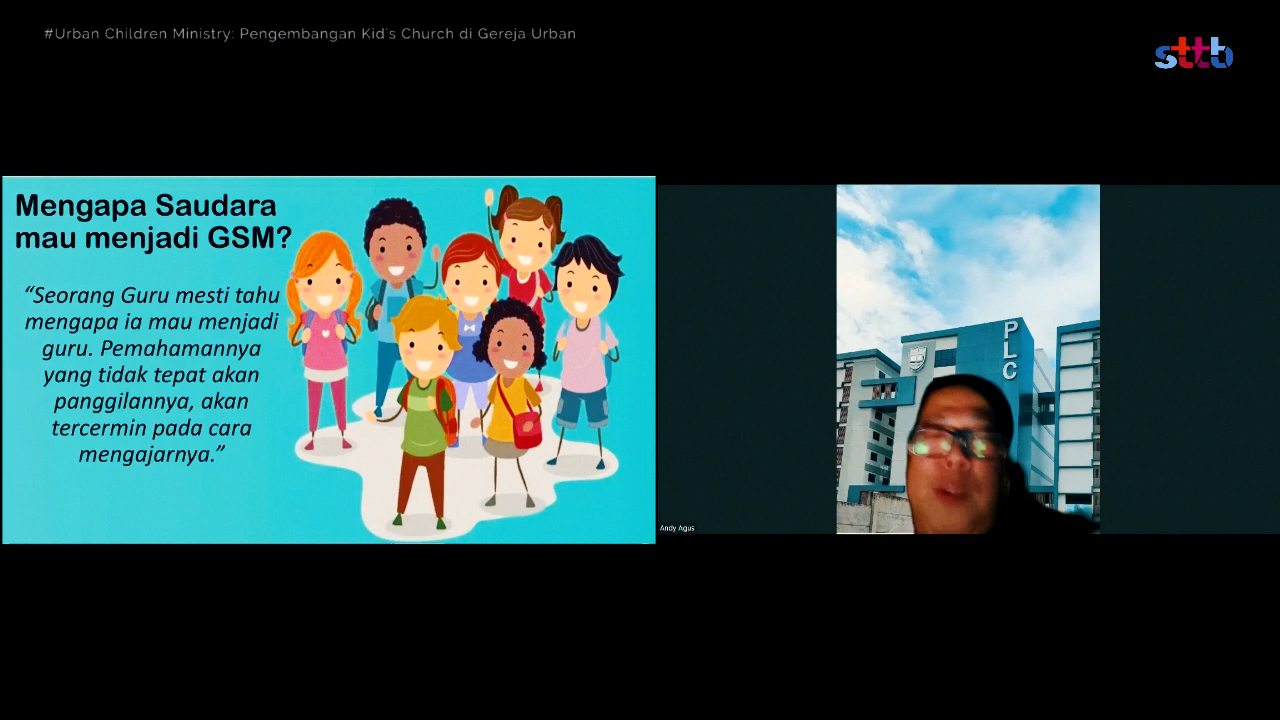 #Urban Children Ministry: Pengembangan Kid's Church di Gereja Urban
sttb
Mengapa Saudara
mau menjadi GSM?
“Seorang Guru mesti tahu
mengapa ia mau menjadi
guru. Pemahamannya
yang tidak tepat akan
panggilannya, akan
tercermin pada cara
mengajarnya.”
PLC
Andy Agus